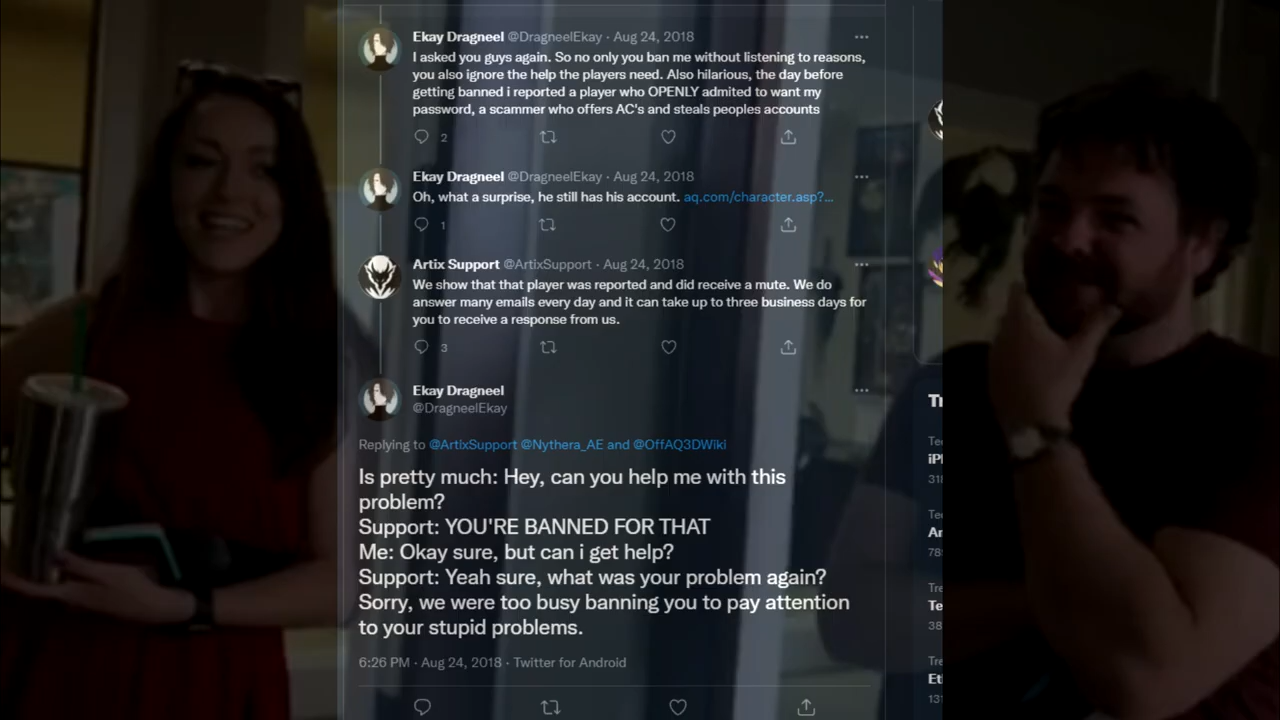 Ekay Dragneel @DragneelEkay · Aug 24, 2018
I asked you guys again. So no only you ban me without listening to reasons,
you also ignore the help the players need. Also hilarious, the day before
getting banned i reported a player who OPENLY admited to want my
password, a scammer who offers AC's and steals peoples accounts
2
Ekay Dragneel @DragneelEkay · Aug 24, 2018
Oh, what a surprise, he still has his account. aq.com/character.asp?...
1
Artix Support @ArtixSupport · Aug 24, 2018
We show that that player was reported and did receive a mute. We do
answer many emails every day and it can take up to three business days for
you to receive a response from us.
3
Ekay Dragneel
@DragneelEkay
Replying to @ArtixSupport @Nythera_AE and @OffAQ3DWiki
Is pretty much: Hey, can you help me with this
problem?
Support: YOU'RE BANNED FOR THAT
Me: Okay sure, but can i get help?
Support: Yeah sure, what was your problem again?
Sorry, we were too busy banning you to pay attention
to your stupid problems.
6:26 PM · Aug 24, 2018 · Twitter for Android